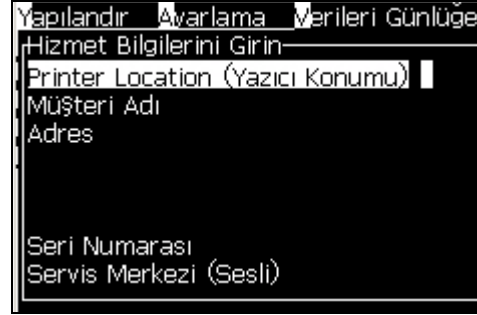 Yapılandır Ayarlama Verileri Günlüğe
Hizmet Bilgilerini Girin
Printer Location (Yazıcı Konumu)
Müşteri Adı
Adres
Seri Numarası
Servis Merkezi (Sesli)